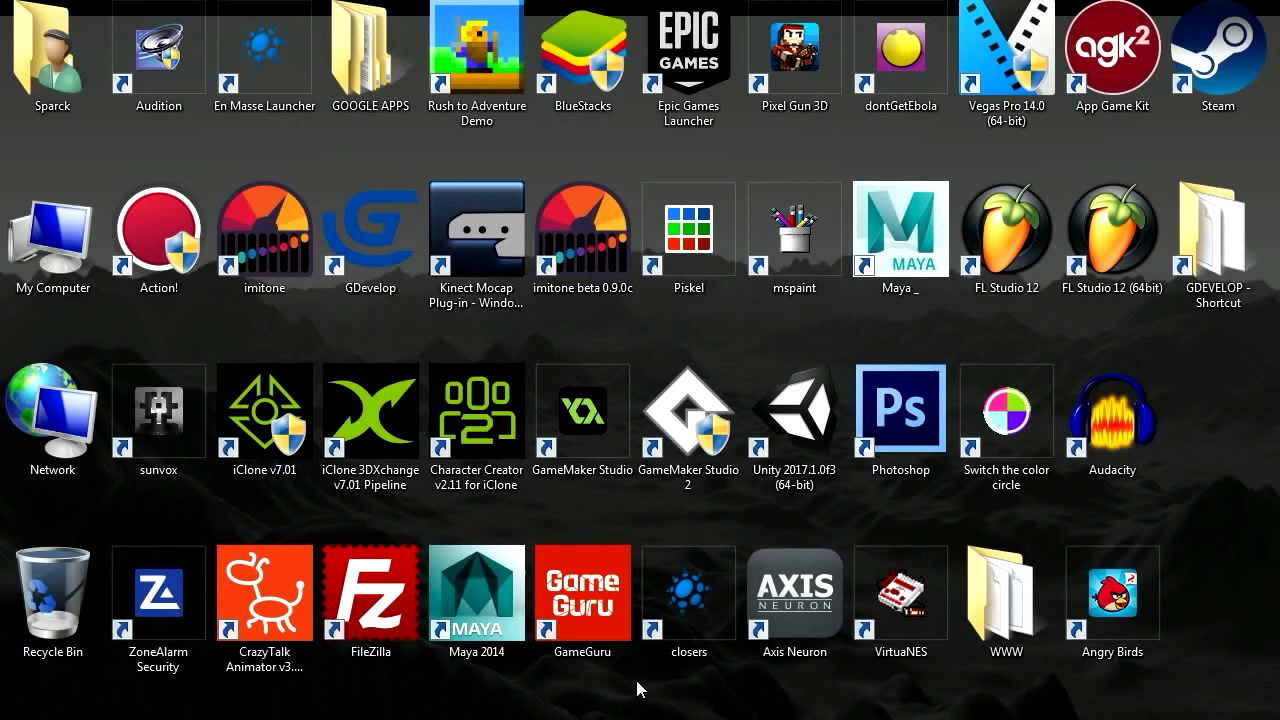 EPIC
GAMES
agk2
Sparck
Audition
En Masse Launcher
GOOGLE APPS
Rush to Adventure
Demo
BlueStacks
Epic Games
Launcher
Pixel Gun 3D
dontGetEbola
Vegas Pro 14.0
(64-bit)
App Game Kit
Steam
MAYA
My Computer
Action!
imitone
GDevelop
Kinect Mocap
Plug-in - Windo...
imitone beta 0.9.0c
Piskel
mspaint
Maya _
FL Studio 12
FL Studio 12 (64bit)
GDEVELOP -
Shortcut
2
Ps
Network
sunvox
iClone v7.01
iClone 3DXchange
v7.01 Pipeline
Character Creator
v2.11 for iClone
GameMaker Studio
GameMaker Studio
2
Unity 2017.1.0f3
(64-bit)
Photoshop
Switch the color
circle
Audacity
Z
Fz
MAYA
Game
Guru
AXIS
NEURON
Recycle Bin
ZoneAlarm
Security
CrazyTalk
Animator v3....
FileZilla
Maya 2014
GameGuru
closers
Axis Neuron
VirtuaNES
WWW
Angry Birds